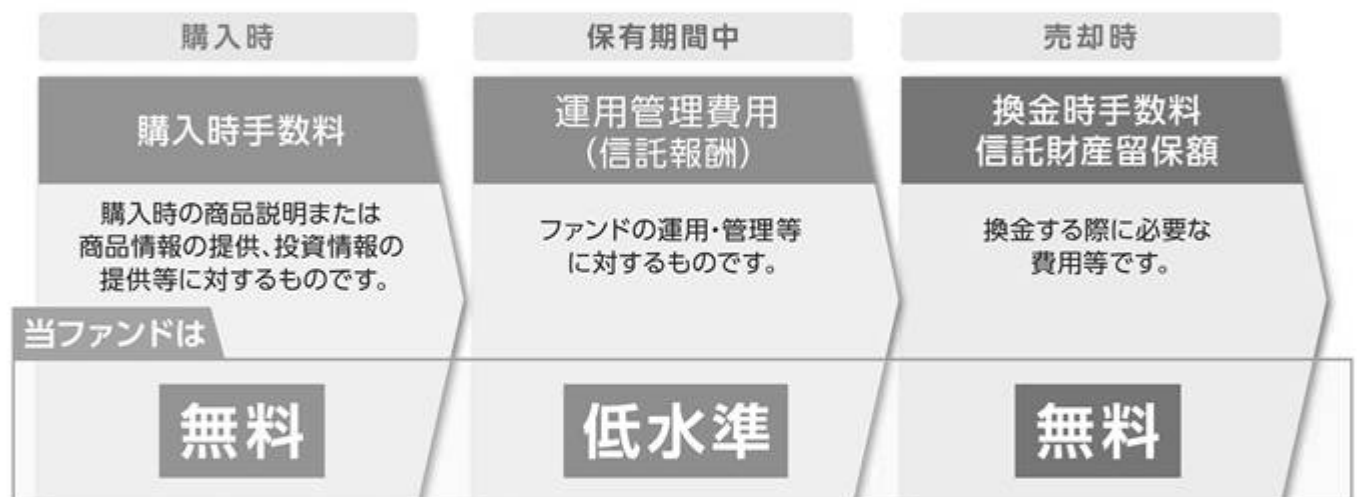 購入時
購入時手数料
購入時の商品説明または
商品情報の提供、投資情報の
提供等に対するものです。
保有期間中
運用管理費用
(信託報酬)
ファンドの運用・管理等
に対するものです。
売却時
換金時手数料
信託財産留保額
換金する際に必要な
費用等です。
当ファンドは
無料
低水準
無料